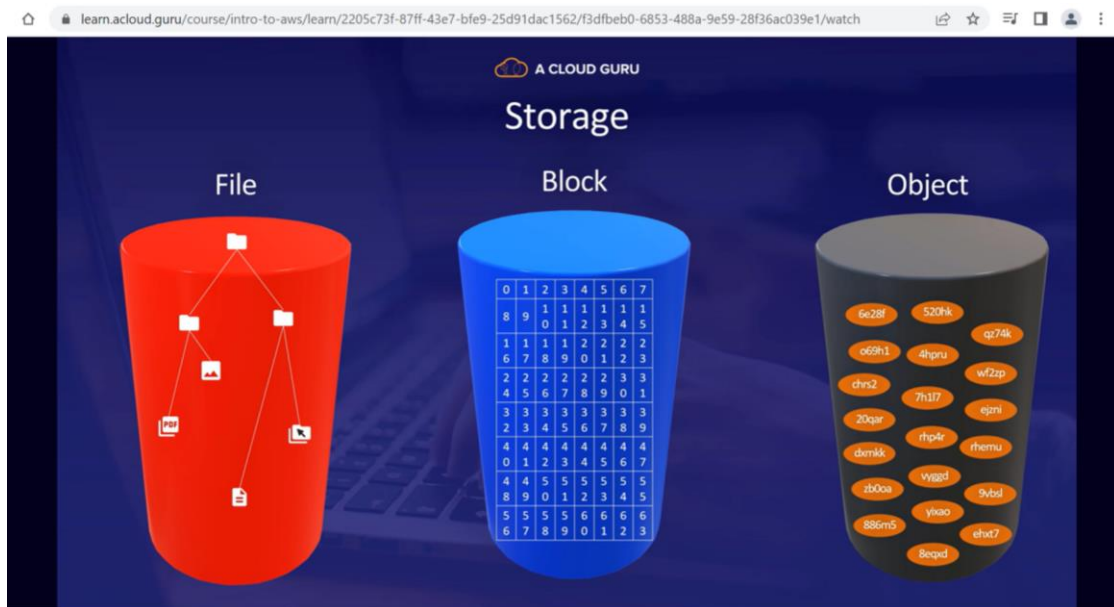 learn.acloud.guru/course/intro-to-aws/learn/2205c73f-87ff-43e7-bfe9-25d91dac1562/f3dfbeb0-6853-488a-9e59-28f36ac039e1/watch
A CLOUD GURU
Storage
File
Block
Object
PDF
0 1 2 3 4 5 6 7
8 9 10 11 12 13 14 15
16 17 18 19 20 21 22 23
24 25 26 27 28 29 30 31
32 33 34 35 36 37 38 39
40 41 42 43 44 45 46 47
48 49 50 51 52 53 54 55
56 57 58 59 60 61 62 63
6e28f
520hk
qz74k
o69h1
4hpru
wf2zp
chrs2
7h1l7
ejzni
20qar
rhp4r
rhemu
dxmkk
vyggd
zb0oa
9vbsl
yixao
886m5
ehxt7
8eqxd